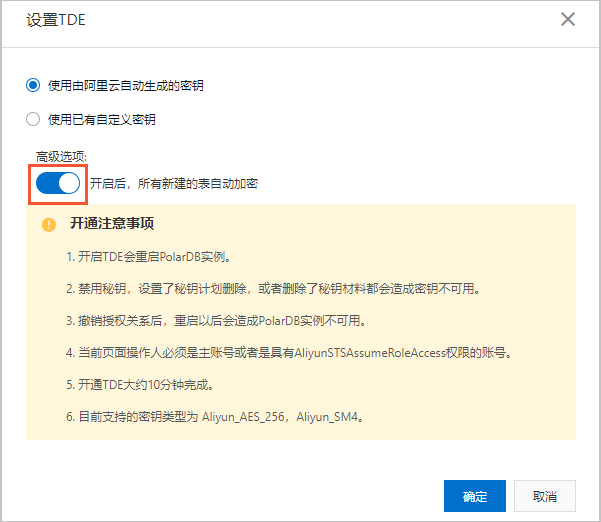 设置TDE
使用由阿里云自动生成的密钥
使用已有自定义密钥
高级选项:
开启后，所有新建的表自动加密
开通注意事项
1. 开启TDE会重启PolarDB实例。
2. 禁用秘钥，设置了秘钥计划删除，或者删除了秘钥材料都会造成密钥不可用。
3. 撤销授权关系后，重启以后会造成PolarDB实例不可用。
4. 当前页面操作人必须是主账号或者是具有AliyunSTSAssumeRoleAccess权限的账号。
5. 开通TDE大约10分钟完成。
6. 目前支持的密钥类型为 Aliyun_AES_256，Aliyun_SM4。
确定
取消